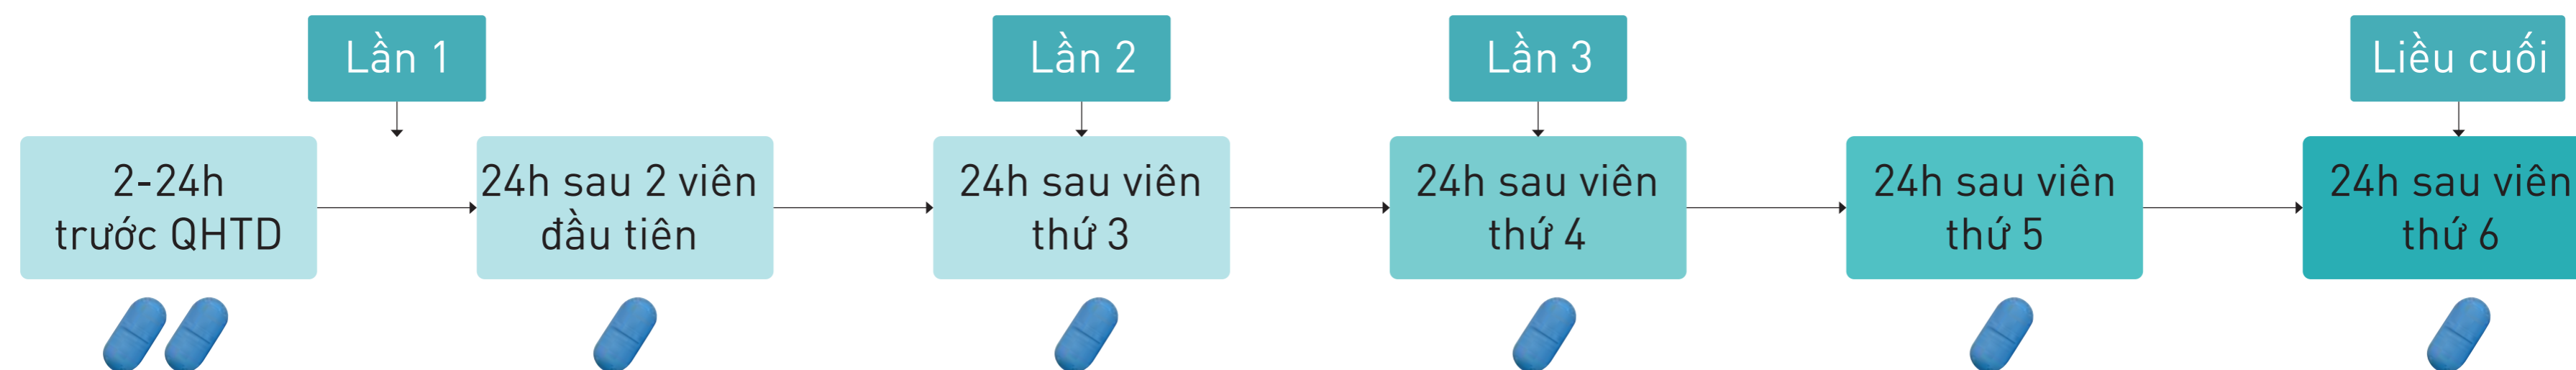 Lần 1
Lần 2
Lần 3
Liều cuối
2-24h
trước QHTD
24h sau 2 viên
đầu tiên
24h sau viên
thứ 3
24h sau viên
thứ 4
24h sau viên
thứ 5
24h sau viên
thứ 6